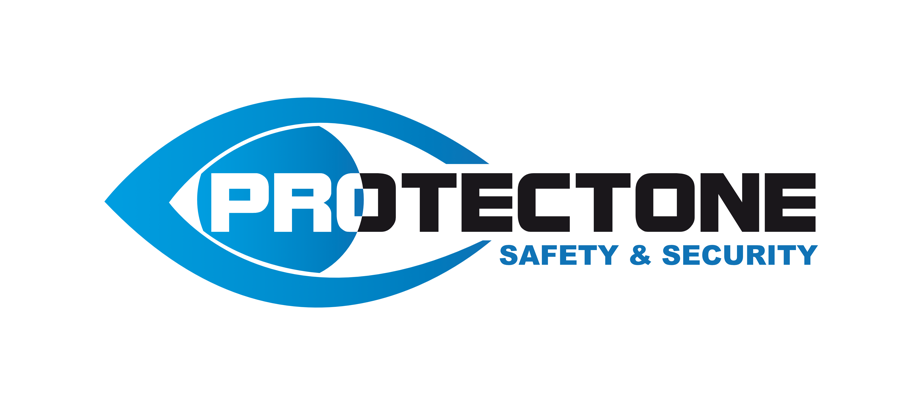 PROTECTONE
SAFETY & SECURITY